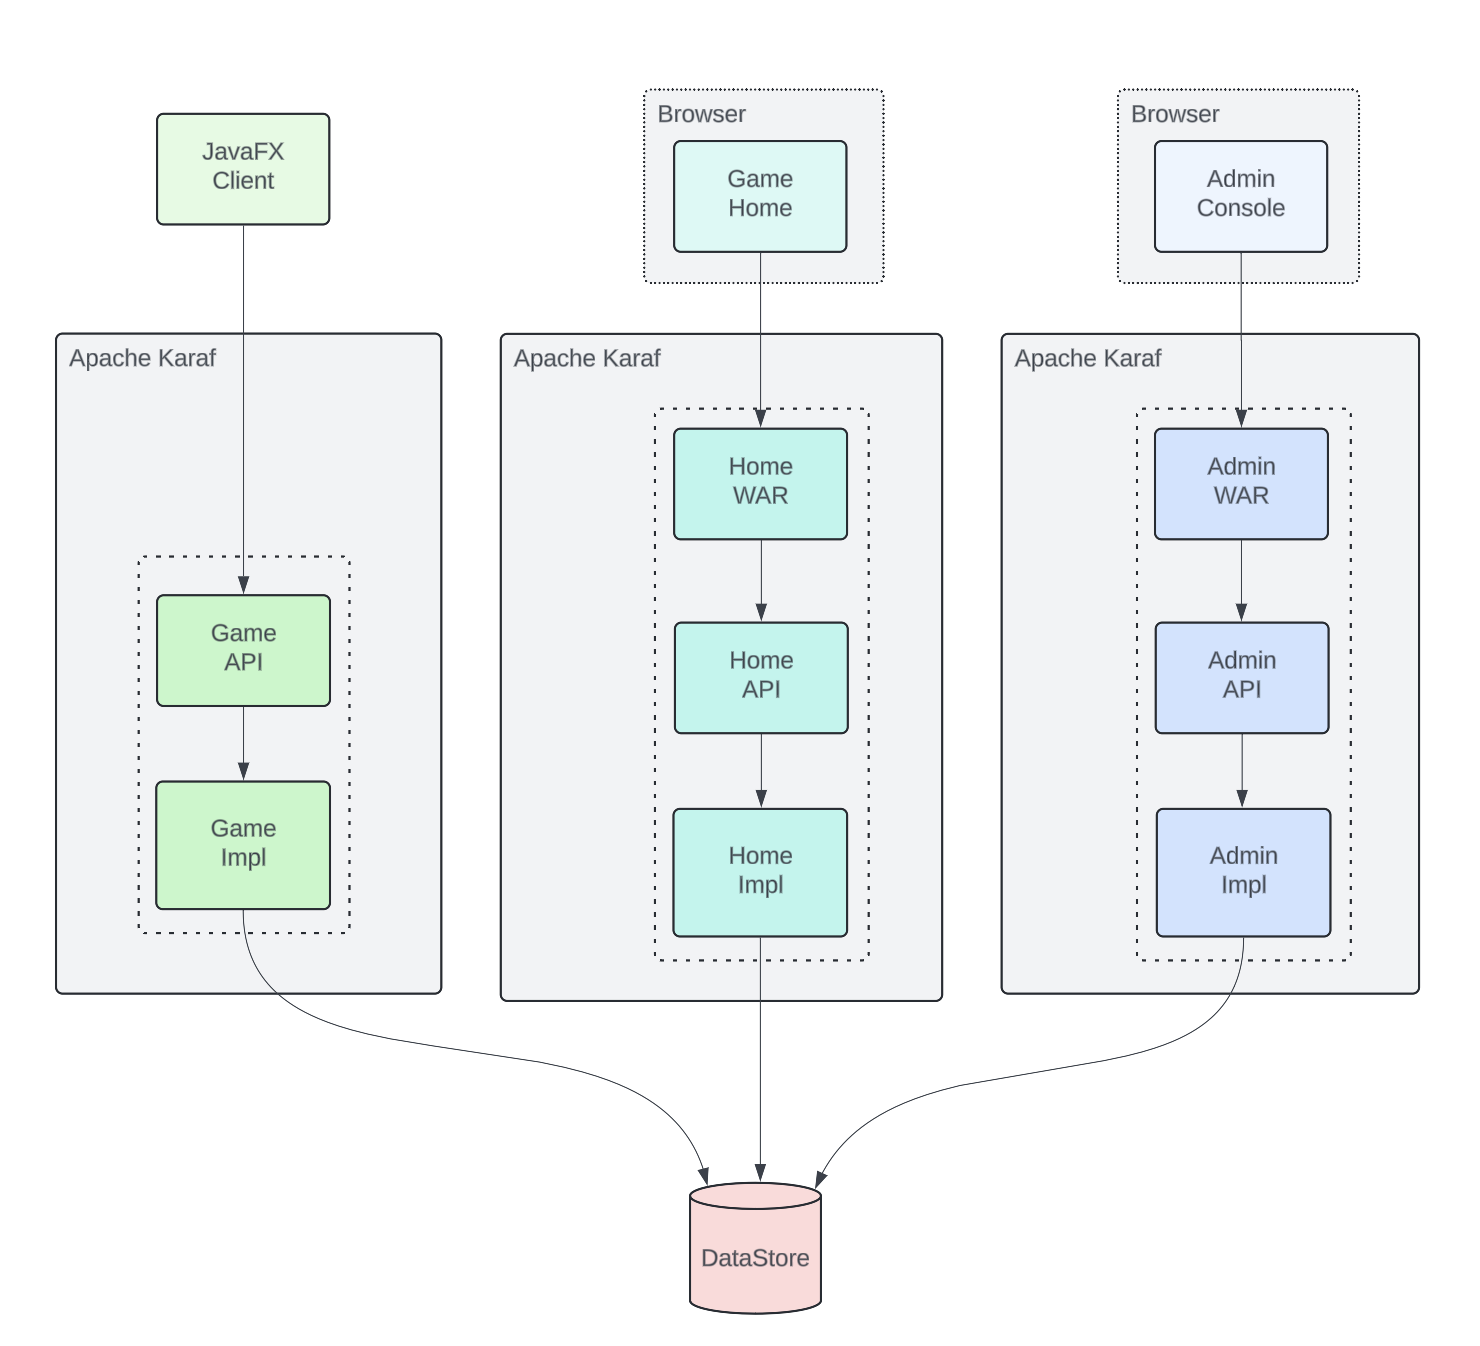 JavaFX
Client
Browser
Game
Home
Browser
Admin
Console
Apache Karaf
Game
API
Game
Impl
Apache Karaf
Home
WAR
Home
API
Home
Impl
Apache Karaf
Admin
WAR
Admin
API
Admin
Impl
DataStore